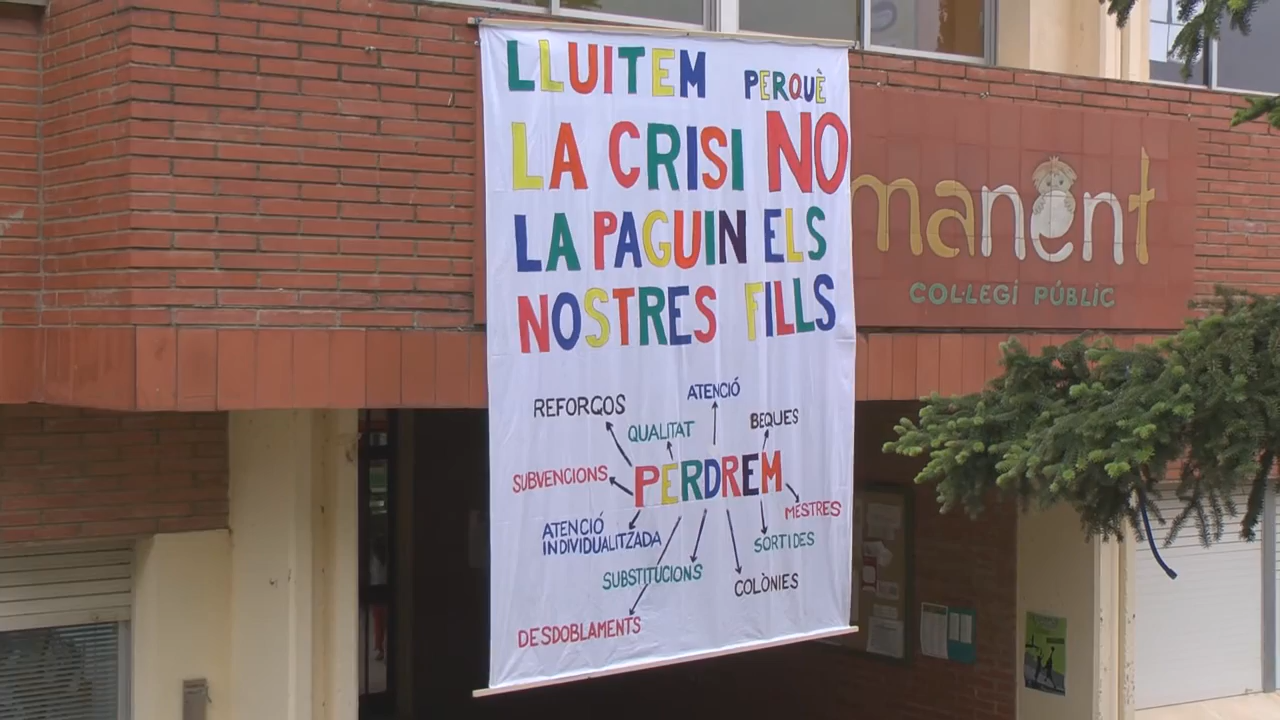 LLUITEM PERQUÈ
LA CRISI NO
LA PAGUIN ELS
NOSTRES FILLS
manent
COL·LEGI PÚBLIC
ATENCIÓ
REFORÇOS
BEQUES
QUALITAT
PERDREM
SUBVENCIONS
MESTRES
ATENCIÓ
INDIVIDUALITZADA
SORTIDES
SUBSTITUCIONS
COLÒNIES
DESDOBLAMENTS